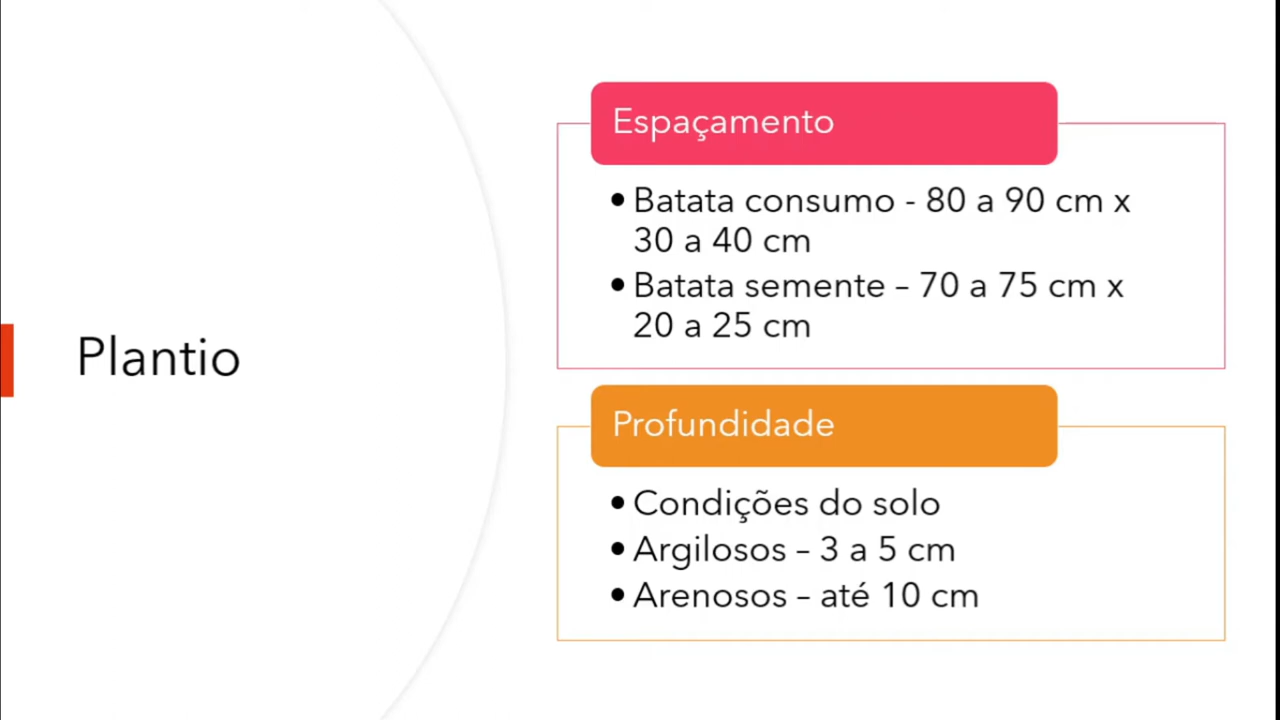 Plantio
Espaçamento
•Batata consumo - 80 a 90 cm x
30 a 40 cm
•Batata semente – 70 a 75 cm x
20 a 25 cm
Profundidade
•Condições do solo
•Argilosos – 3 a 5 cm
•Arenosos – até 10 cm